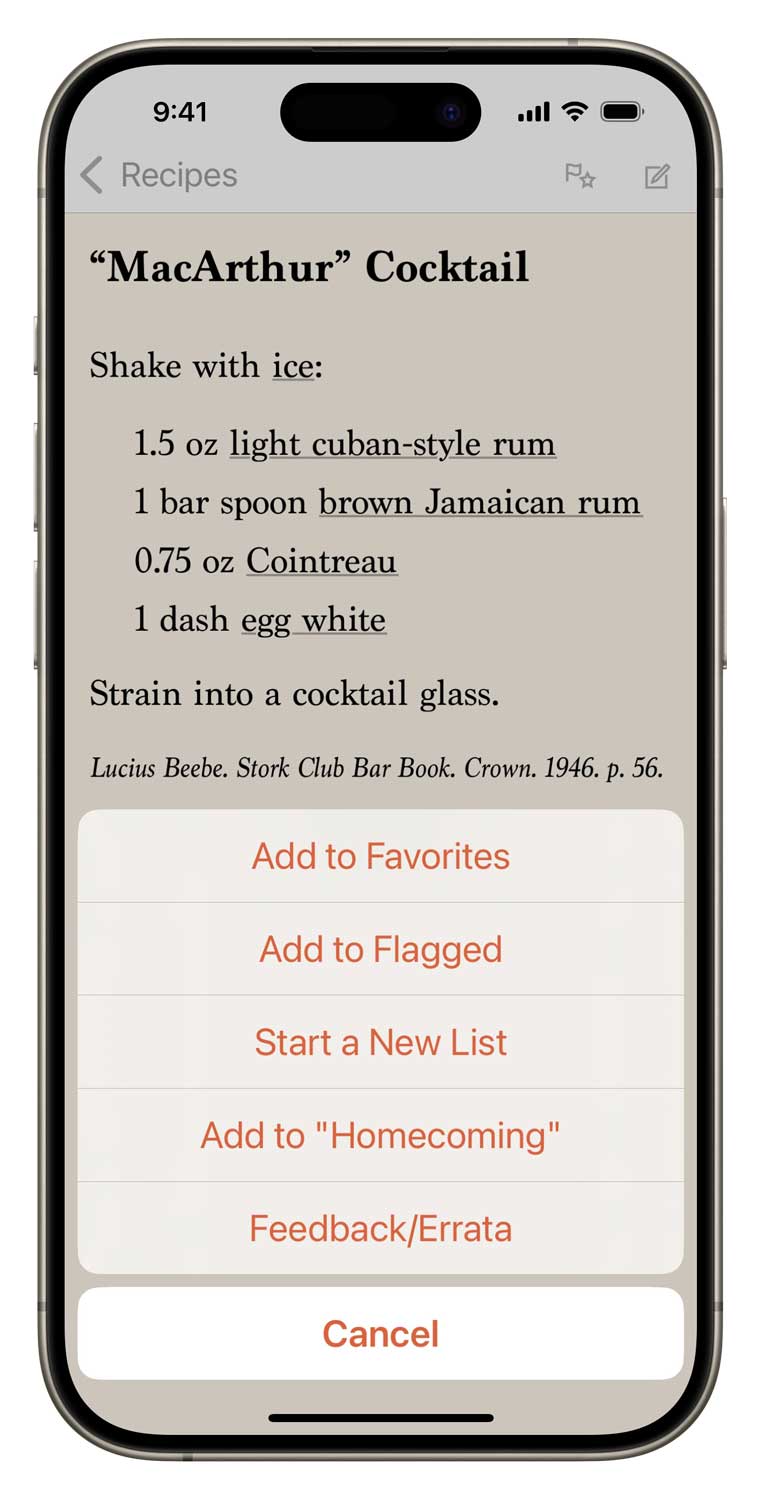 9:41
Recipes
“MacArthur” Cocktail
Shake with ice:
1.5 oz light cuban-style rum
1 bar spoon brown Jamaican rum
0.75 oz Cointreau
1 dash egg white
Strain into a cocktail glass.
Lucius Beebe. Stork Club Bar Book. Crown. 1946. p. 56.
Add to Favorites
Add to Flagged
Start a New List
Add to "Homecoming"
Feedback/Errata
Cancel